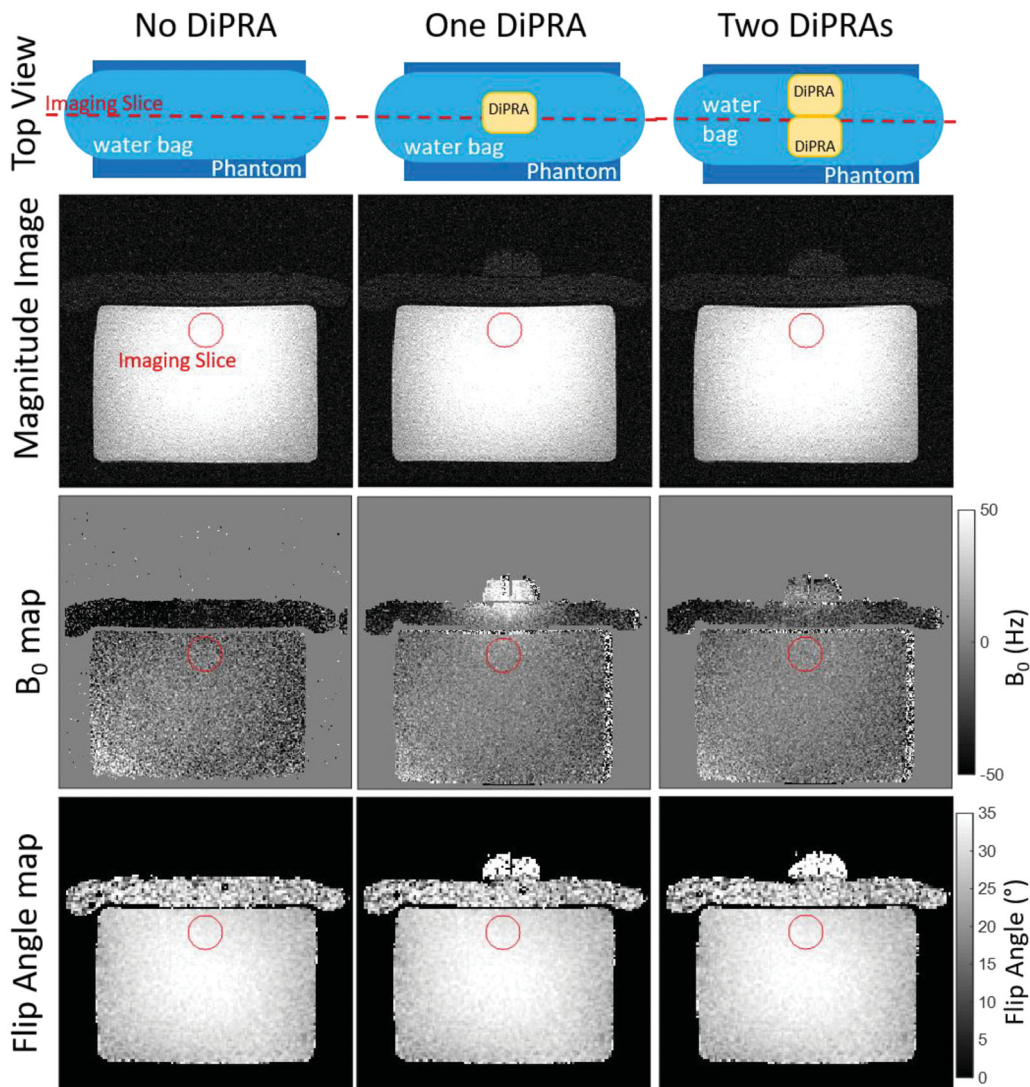 No DiPRA
One DiPRA
Two DiPRAs
Top View
Imaging Slice
water bag
Phantom
DiPRA
water bag
Phantom
DiPRA
water
bag
DiPRA
Phantom
Magnitude Image
Imaging Slice
B₀ map
50
0
-50
B₀ (Hz)
Flip Angle map
35
30
25
20
15
10
5
0
Flip Angle (°)